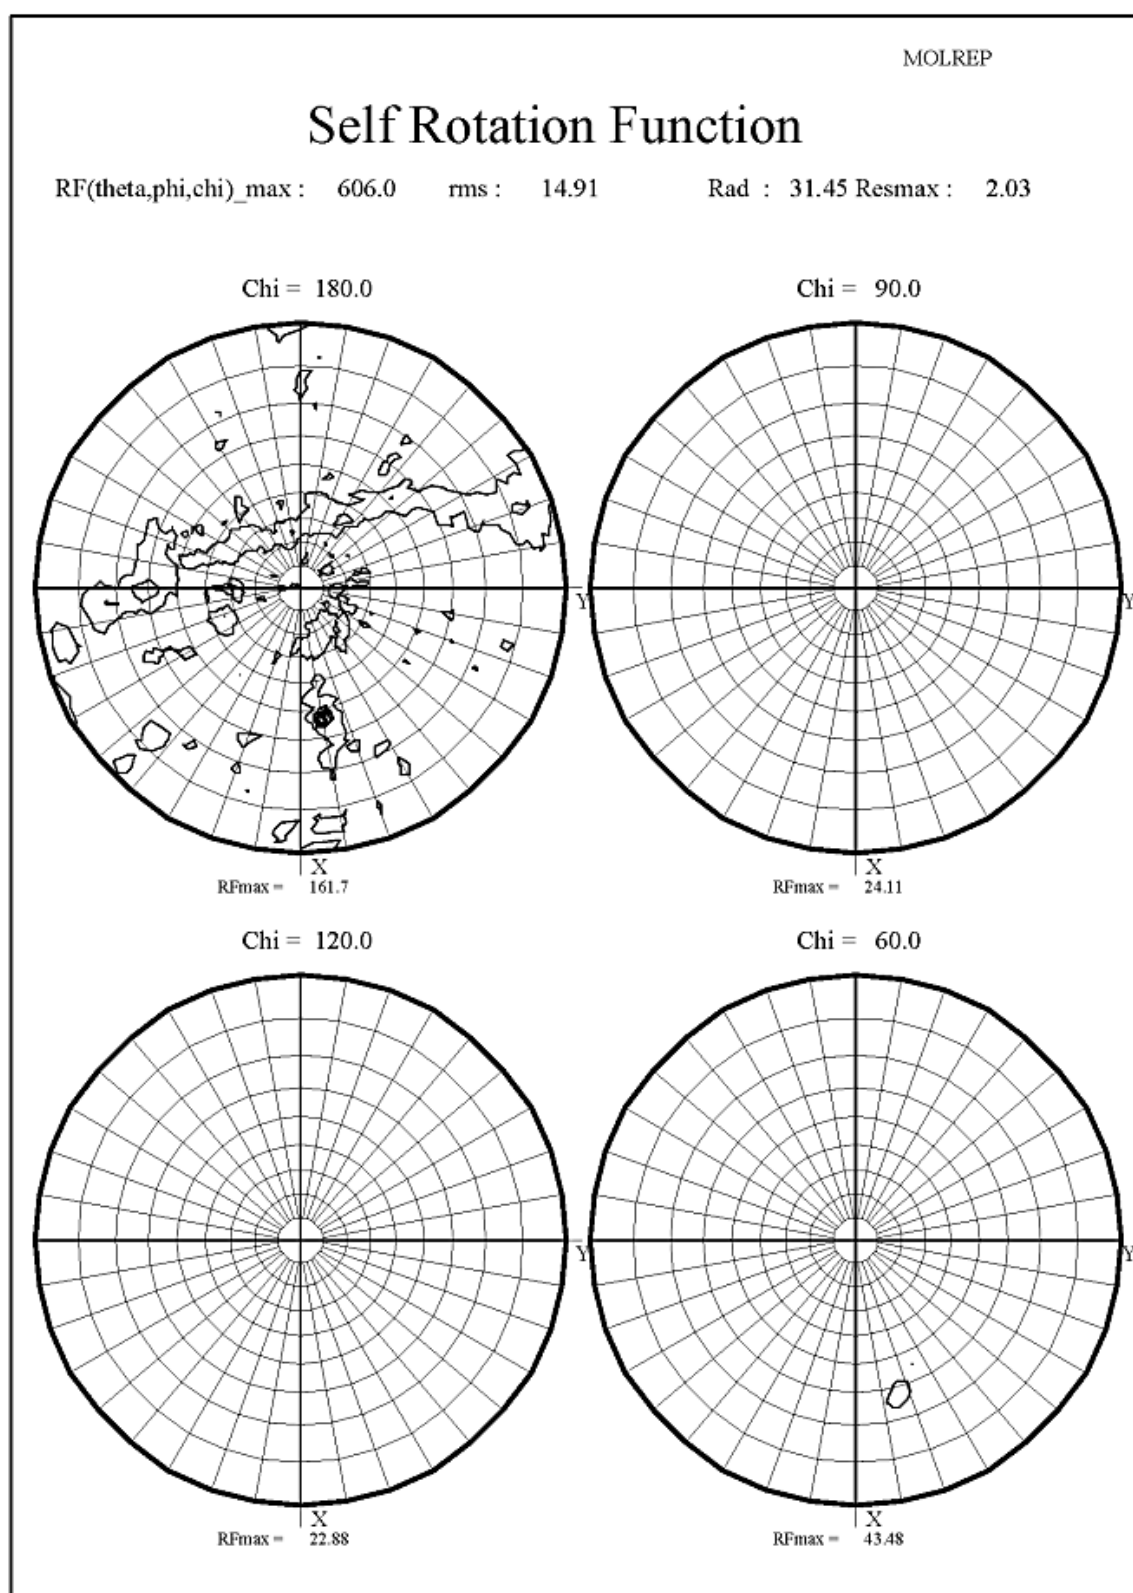 MOLREP
Self Rotation Function
RF(theta,phi,chi)_max : 606.0 rms : 14.91 Rad : 31.45 Resmax : 2.03
Chi = 180.0
Chi = 90.0
Y
Y
X
X
RFmax = 161.7
RFmax = 24.11
Chi = 120.0
Chi = 60.0
Y
Y
X
X
RFmax = 22.88
RFmax = 43.48